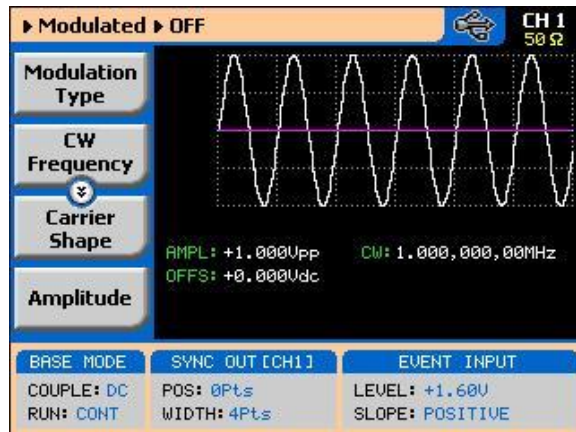 ▸ Modulated ▸ OFF
CH 1
50 Ω
Modulation
Type
CW
Frequency
Carrier
Shape
Amplitude
AMPL: +1.000Vpp CW: 1.000,000,00MHz
OFFS: +0.000Vdc
BASE MODE
COUPLE: DC
RUN: CONT
SYNC OUT[CH1]
POS: 0Pts
WIDTH: 4Pts
EVENT INPUT
LEVEL: +1.60V
SLOPE: POSITIVE